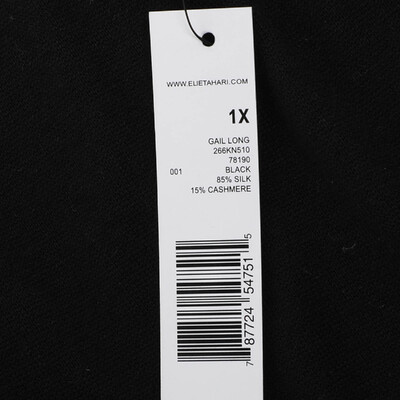 WWW.ELIETAHARI.COM
1X
GAIL LONG
266KN510
78190
001 BLACK
85% SILK
15% CASHMERE
7 87724 54751 5